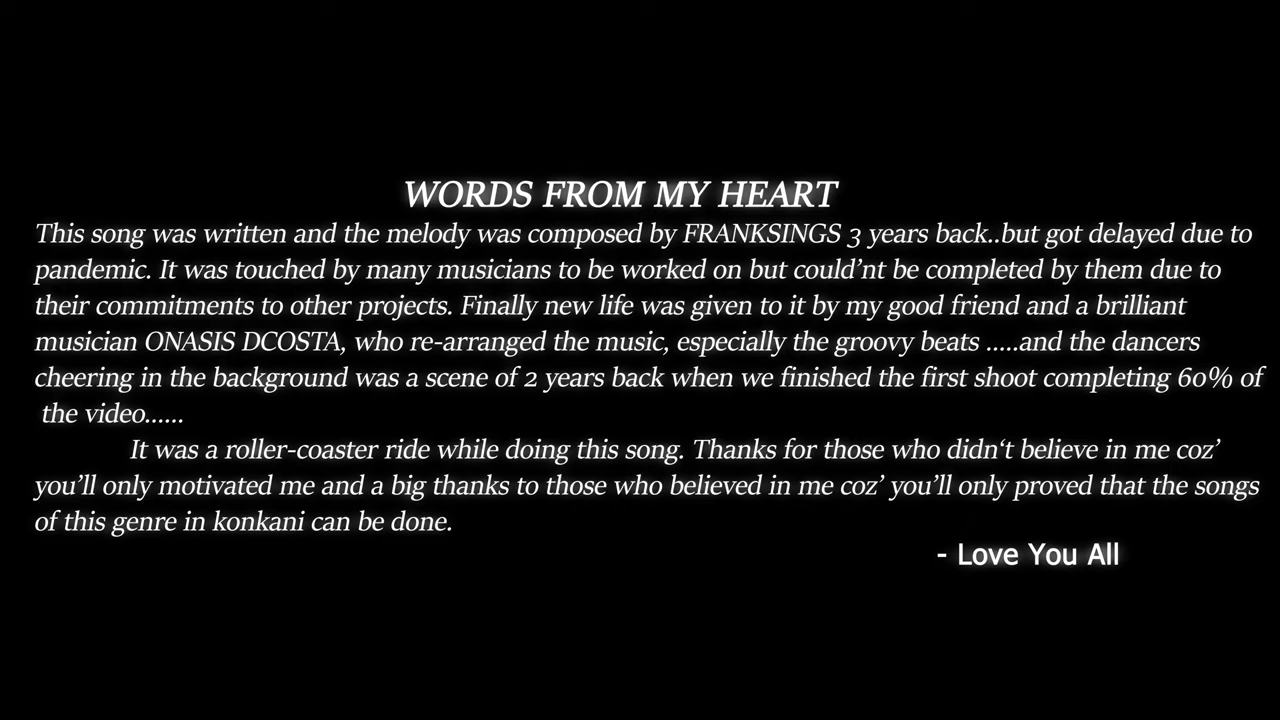 WORDS FROM MY HEART
This song was written and the melody was composed by FRANKSINGS 3 years back..but got delayed due to
pandemic. It was touched by many musicians to be worked on but could’nt be completed by them due to
their commitments to other projects. Finally new life was given to it by my good friend and a brilliant
musician ONASIS DCOSTA, who re-arranged the music, especially the groovy beats .....and the dancers
cheering in the background was a scene of 2 years back when we finished the first shoot completing 60% of
the video......
It was a roller-coaster ride while doing this song. Thanks for those who didn‘t believe in me coz’
you’ll only motivated me and a big thanks to those who believed in me coz’ you’ll only proved that the songs
of this genre in konkani can be done.
- Love You All